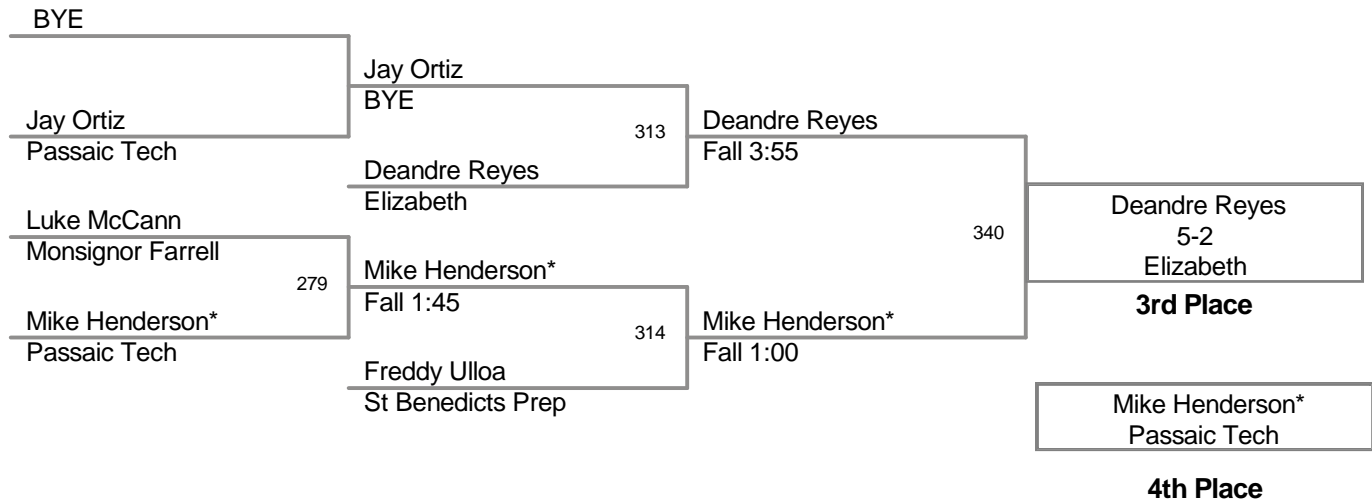 BYE
Jay Ortiz
BYE
Jay Ortiz
Passaic Tech
313
Deandre Reyes
Fall 3:55
Deandre Reyes
Elizabeth
Luke McCann
Monsignor Farrell
340
Deandre Reyes
5-2
Elizabeth
3rd Place
279
Mike Henderson*
Fall 1:45
Mike Henderson*
Passaic Tech
314
Mike Henderson*
Fall 1:00
Freddy Ulloa
St Benedicts Prep
Mike Henderson*
Passaic Tech
4th Place